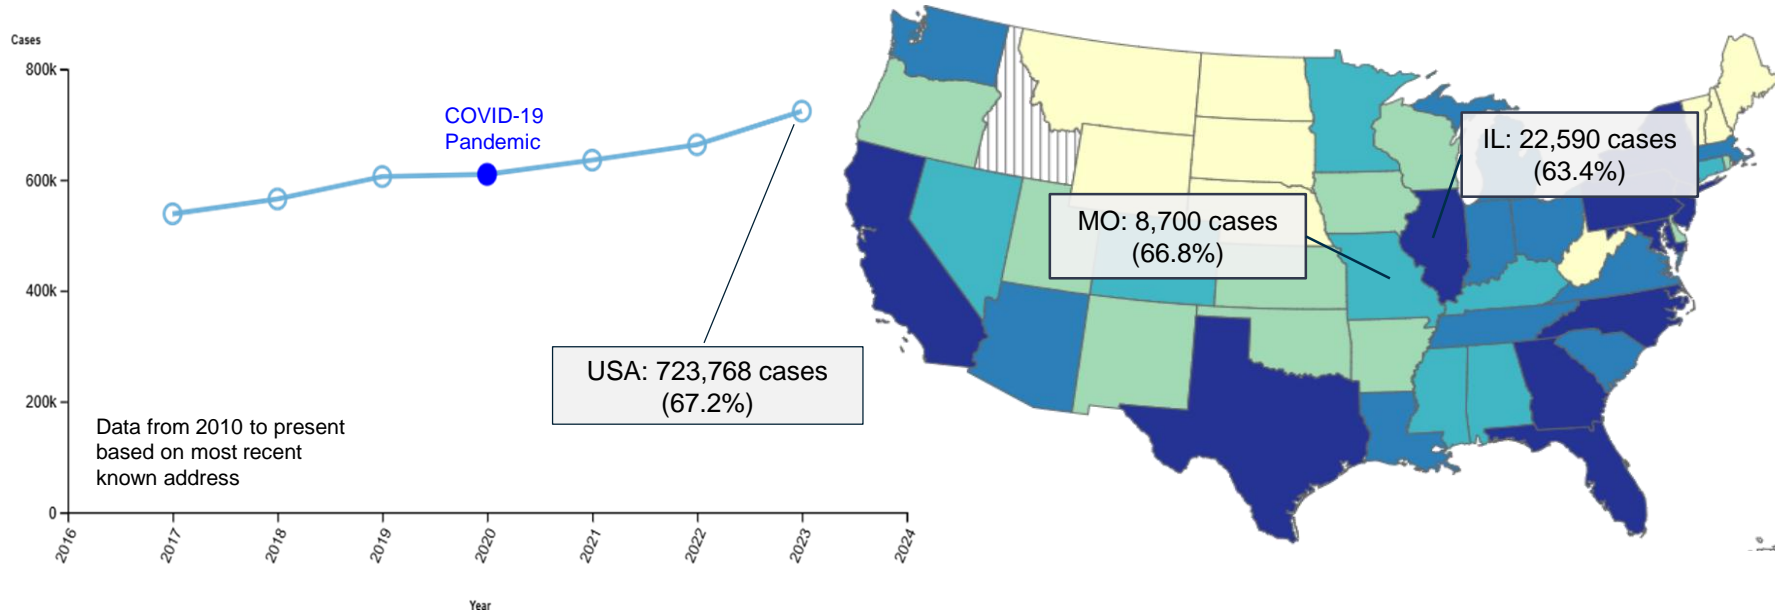 Cases
800k
600k
400k
200k
0
COVID-19
Pandemic
USA: 723,768 cases
(67.2%)
Data from 2010 to present
based on most recent
known address
2016
2017
2018
2019
2020
2021
2022
2023
2024
Year
IL: 22,590 cases
(63.4%)
MO: 8,700 cases
(66.8%)